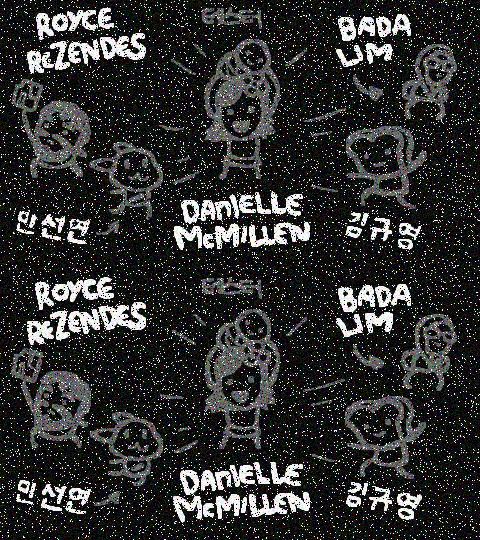 ROYCE
ReZENDES
BADA
LIM
민선연
DANIELLE
McMILLEN
김규영
ROYCE
ReZENDES
BADA
LIM
민선연
DANIELLE
McMILLEN
김규영